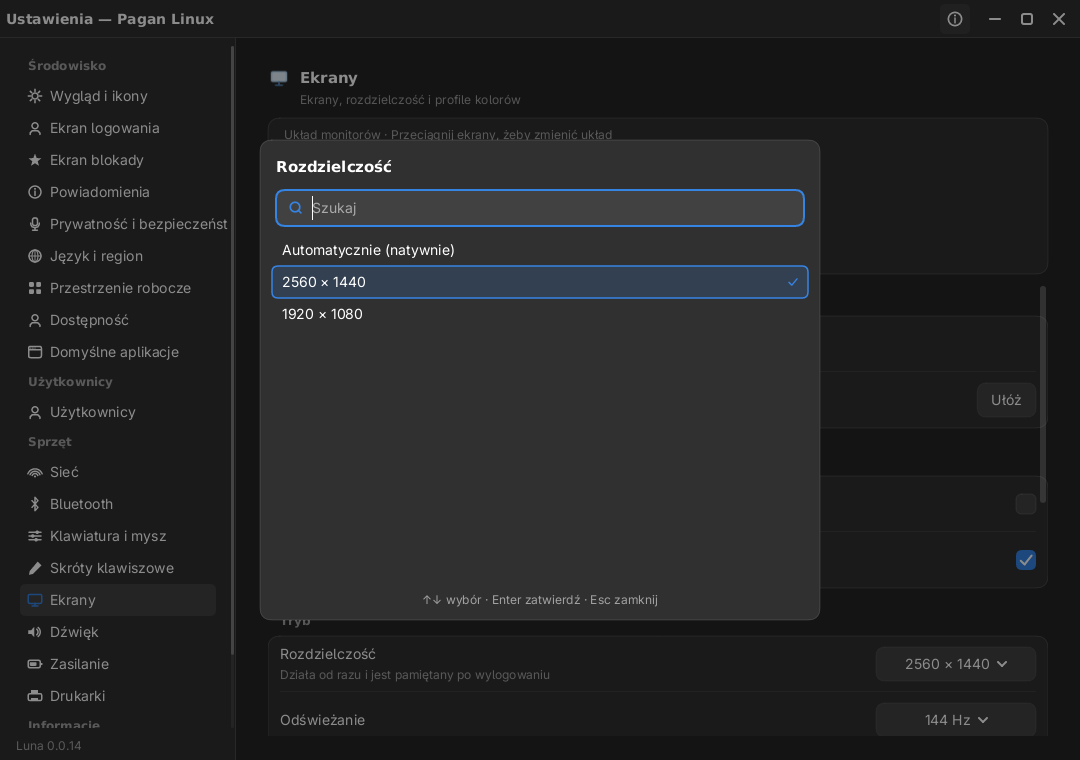 Ustawienia — Pagan Linux
Środowisko
Wygląd i ikony
Ekran logowania
Ekran blokady
Powiadomienia
Prywatność i bezpieczeńst
Język i region
Przestrzenie robocze
Dostępność
Domyślne aplikacje
Użytkownicy
Użytkownicy
Sprzęt
Sieć
Bluetooth
Klawiatura i mysz
Skróty klawiszowe
Ekrany
Dźwięk
Zasilanie
Drukarki
Informacje
Luna 0.0.14
Ekrany
Ekrany, rozdzielczość i profile kolorów
Układ monitorów · Przeciągnij ekrany, żeby zmienić układ
Rozdzielczość
Szukaj
Automatycznie (natywnie)
2560 × 1440
1920 × 1080
↑↓ wybór · Enter zatwierdź · Esc zamknij
Ułóż
Tryb
Rozdzielczość
Działa od razu i jest pamiętany po wylogowaniu
2560 × 1440
Odświeżanie
144 Hz